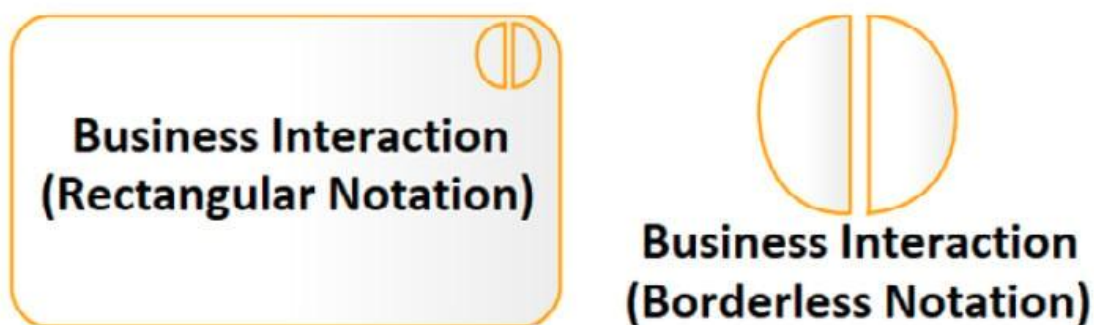 Business Interaction
(Rectangular Notation)
Business Interaction
(Borderless Notation)